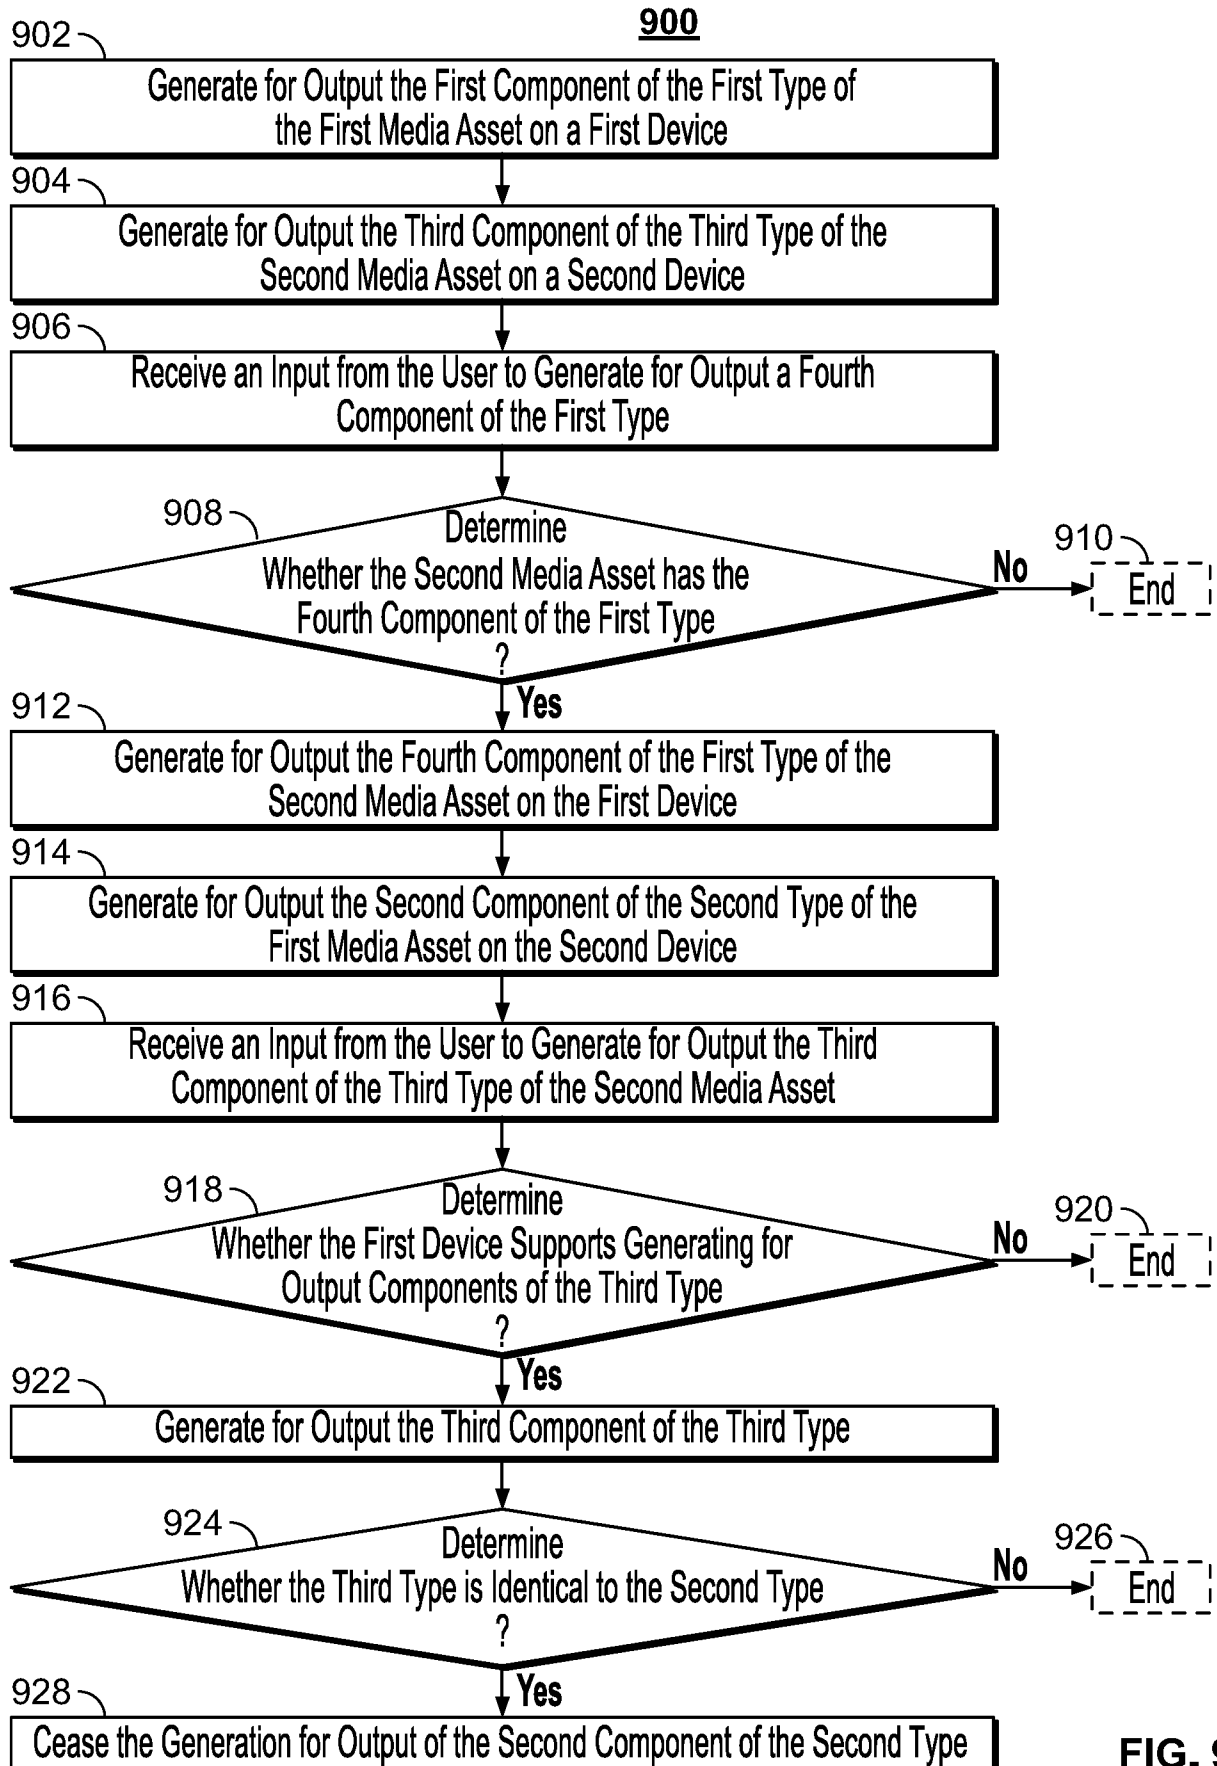 900
902
Generate for Output the First Component of the First Type of
the First Media Asset on a First Device
904
Generate for Output the Third Component of the Third Type of the
Second Media Asset on a Second Device
906
Receive an Input from the User to Generate for Output a Fourth
Component of the First Type
908
Determine
Whether the Second Media Asset has the
Fourth Component of the First Type
?
No
910
End
Yes
912
Generate for Output the Fourth Component of the First Type of the
Second Media Asset on the First Device
914
Generate for Output the Second Component of the Second Type of the
First Media Asset on the Second Device
916
Receive an Input from the User to Generate for Output the Third
Component of the Third Type of the Second Media Asset
918
Determine
Whether the First Device Supports Generating for
Output Components of the Third Type
?
No
920
End
Yes
922
Generate for Output the Third Component of the Third Type
924
Determine
Whether the Third Type is Identical to the Second Type
?
No
926
End
Yes
928
Cease the Generation for Output of the Second Component of the Second Type
FIG. 9